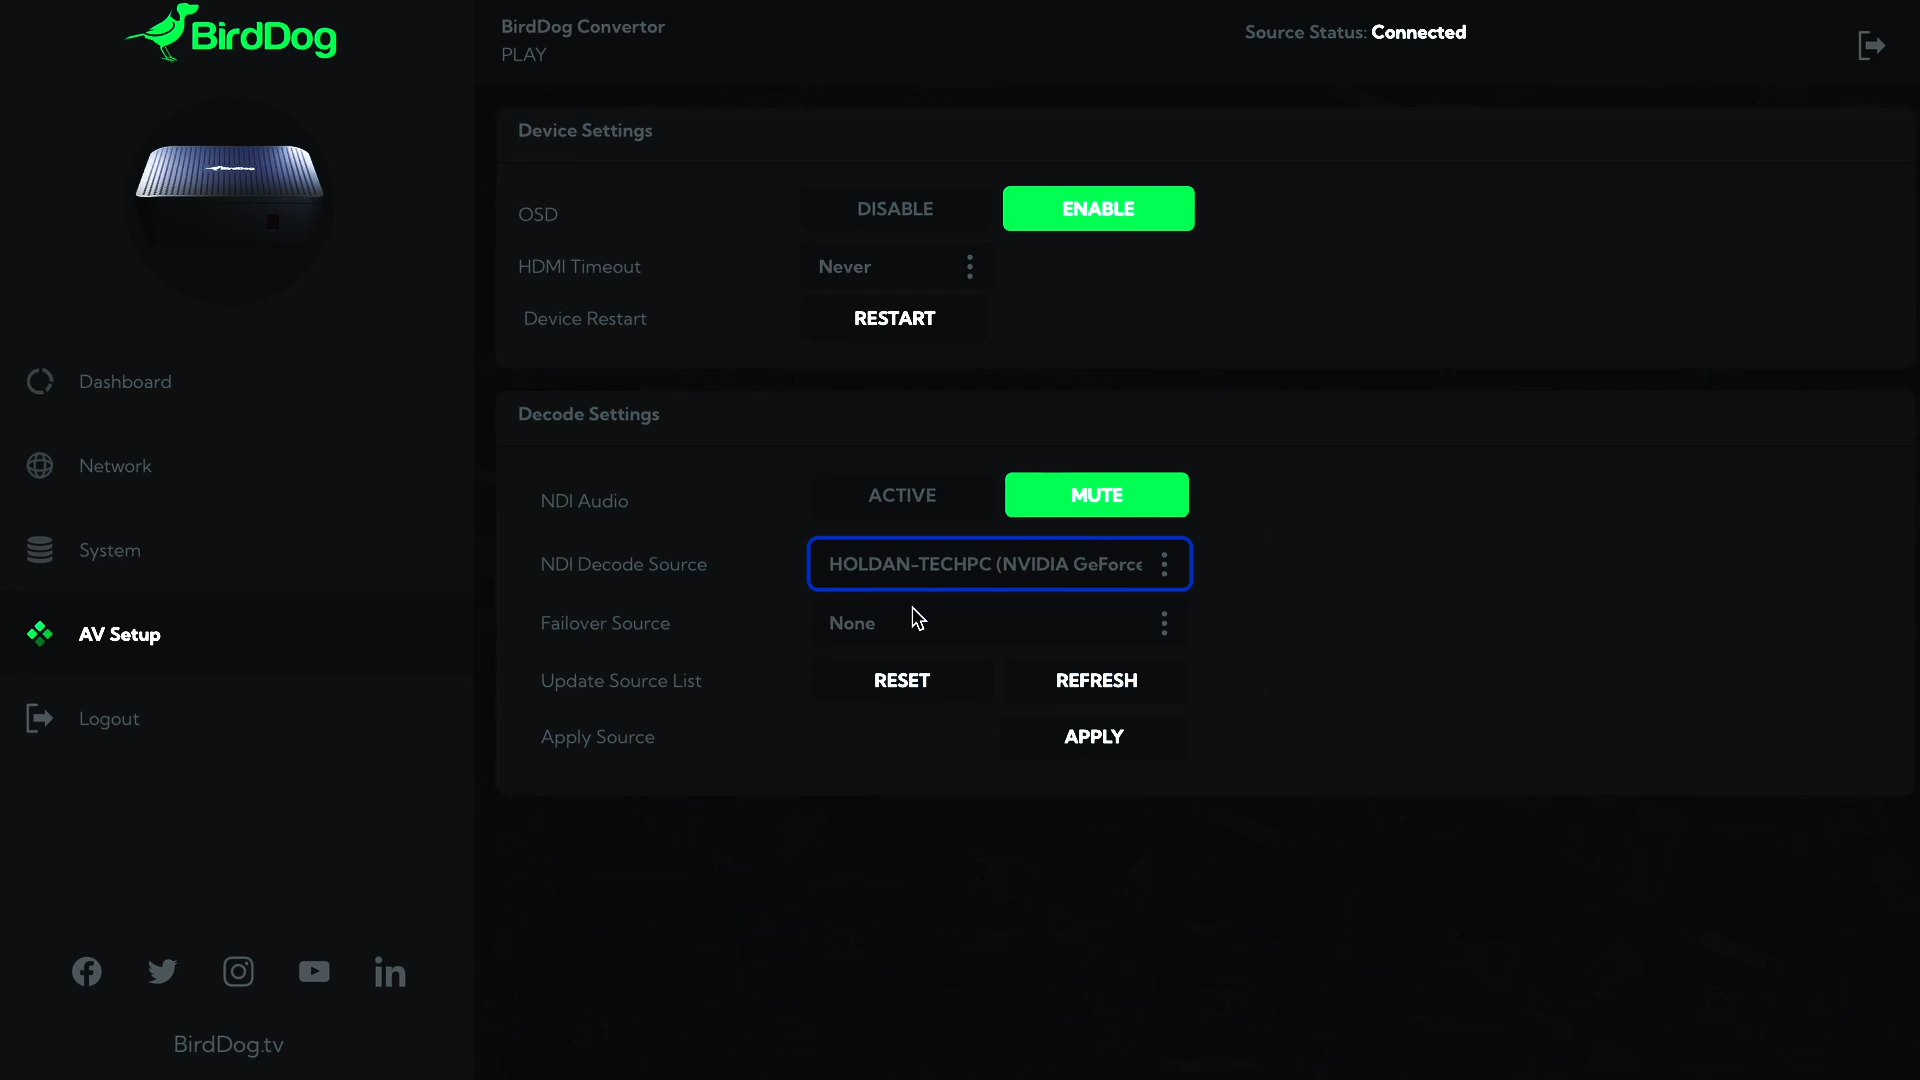 BirdDog
BirdDog Convertor
PLAY
Source Status: Connected
BirdDog
Device Settings
OSD
DISABLE
ENABLE
HDMI Timeout
Never
Device Restart
RESTART
Dashboard
Network
System
AV Setup
Logout
Decode Settings
NDI Audio
ACTIVE
MUTE
NDI Decode Source
HOLDAN-TECHPC (NVIDIA GeForce
Failover Source
None
Update Source List
RESET
REFRESH
Apply Source
APPLY
BirdDog.tv